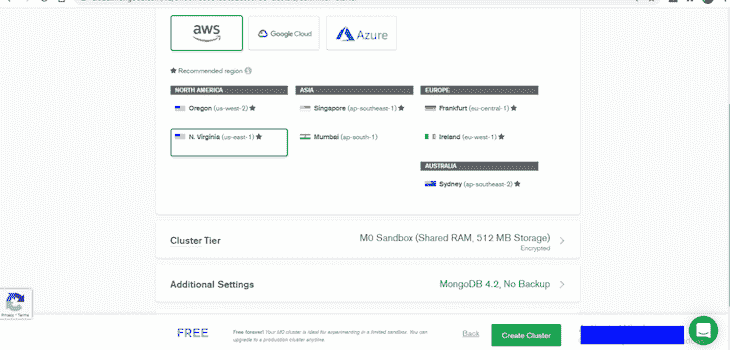 aws
Google Cloud
Azure
★ Recommended region
NORTH AMERICA
Oregon (us-west-2) ★
N. Virginia (us-east-1) ★
ASIA
Singapore (ap-southeast-1) ★
Mumbai (ap-south-1)
EUROPE
Frankfurt (eu-central-1) ★
Ireland (eu-west-1) ★
AUSTRALIA
Sydney (ap-southeast-2) ★
Cluster Tier
M0 Sandbox (Shared RAM, 512 MB Storage)
Encrypted
Additional Settings
MongoDB 4.2, No Backup
Privacy - Terms
FREE
Free forever! Your M0 cluster is ideal for experimenting in a limited sandbox. You can
upgrade to a production cluster anytime.
Back
Create Cluster